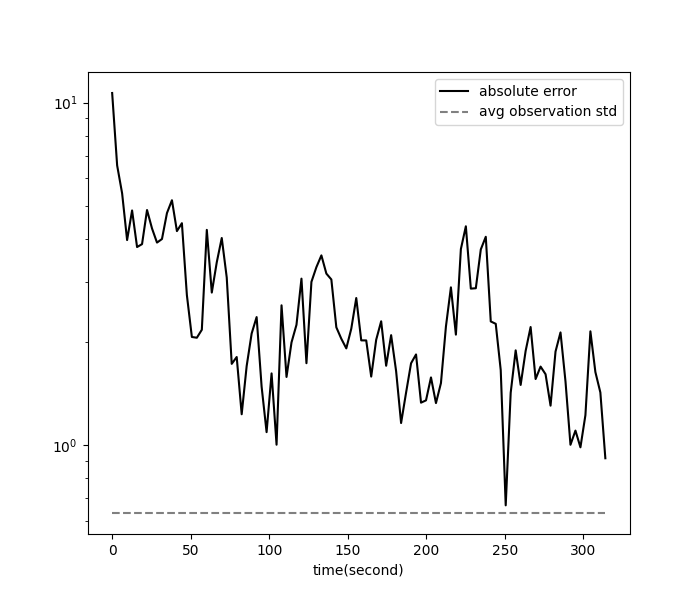 absolute error
avg observation std
10¹
10⁰
0 50 100 150 200 250 300
time(second)